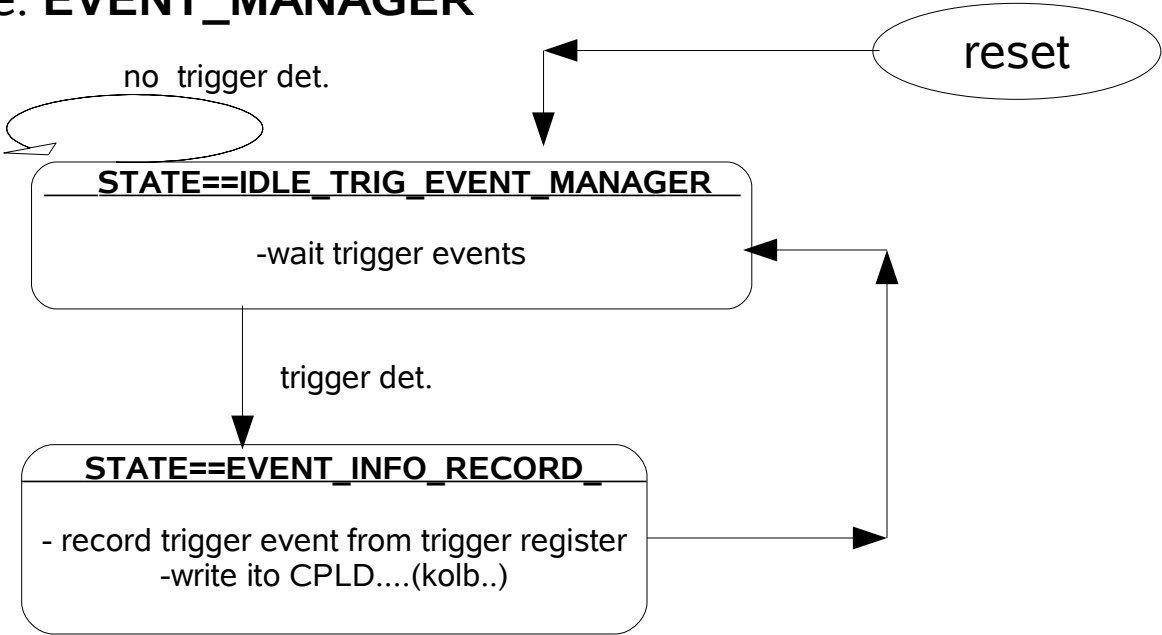 e: EVENT_MANAGER
reset
no trigger det.
STATE==IDLE_TRIG_EVENT_MANAGER
-wait trigger events
trigger det.
STATE==EVENT_INFO_RECORD_
- record trigger event from trigger register
-write ito CPLD....(kolb..)